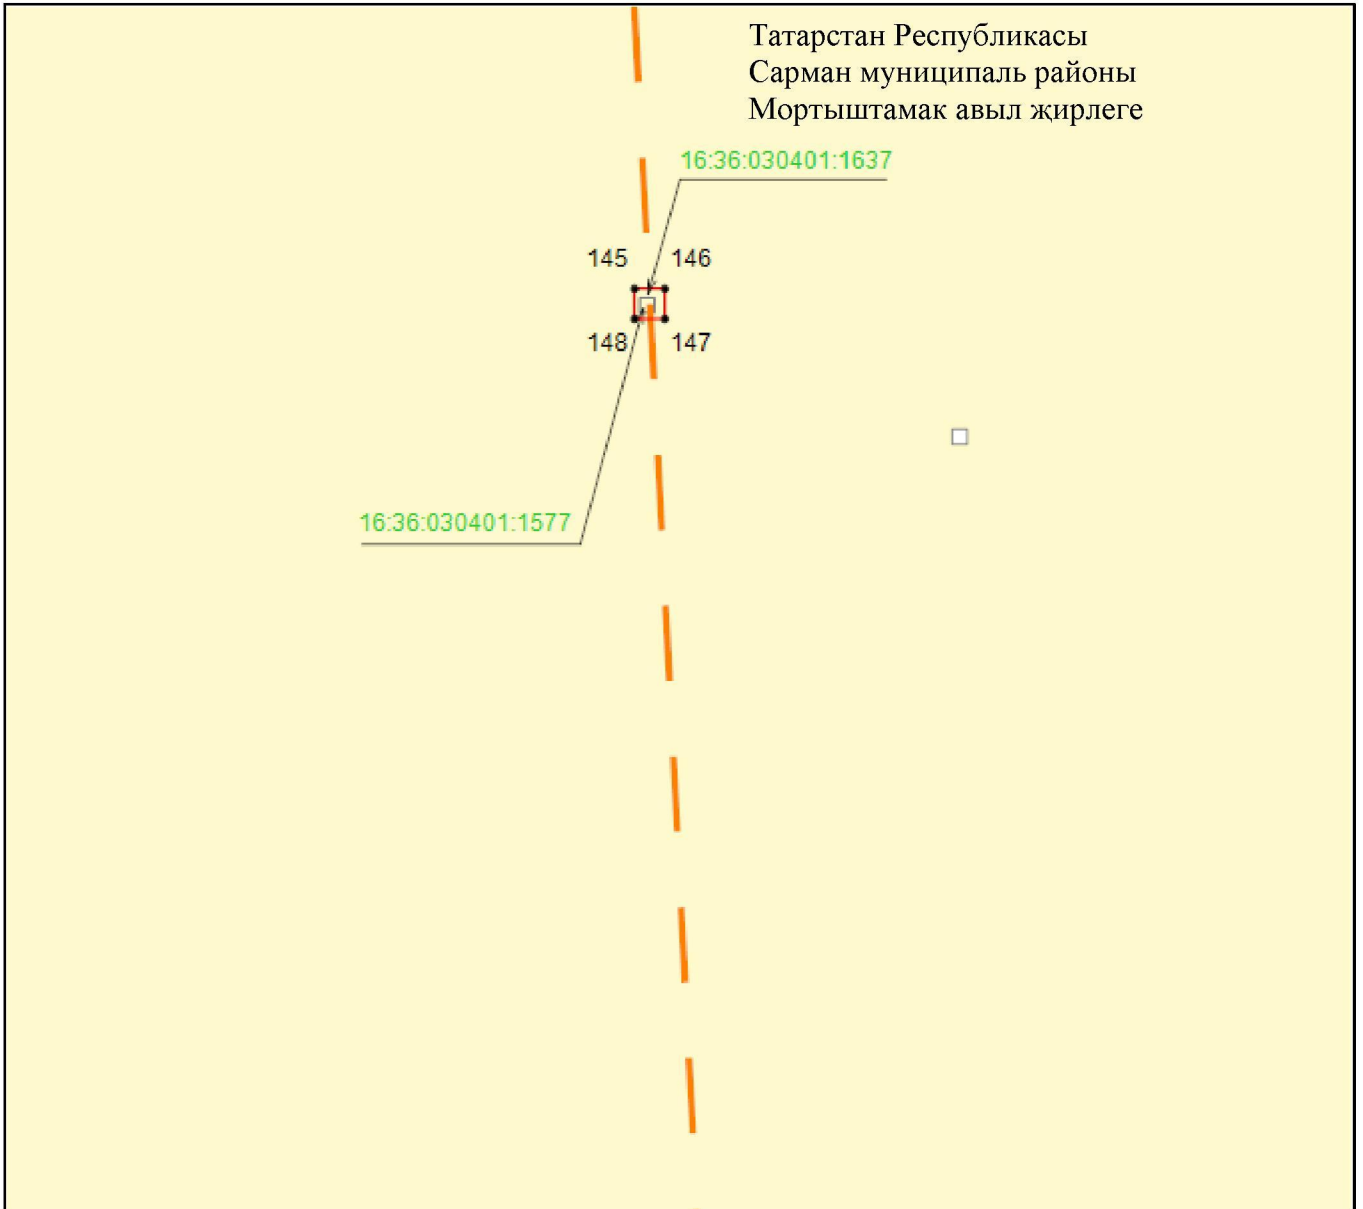 Татарстан Республикасы
Сарман муниципаль районы
Мортыштамак авыл җирлеге
16:36:030401:1637
145 146
148 147
16:36:030401:1577